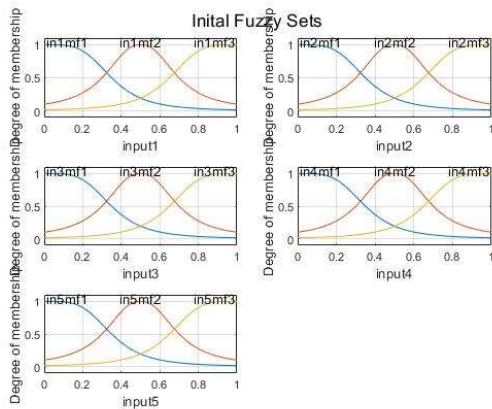 Inital Fuzzy Sets
Degree of membership
1
0.5
0
in1mf1 in1mf2 in1mf3
0 0.2 0.4 0.6 0.8 1
input1
Degree of membership
1
0.5
0
in2mf1 in2mf2 in2mf3
0 0.2 0.4 0.6 0.8 1
input2
Degree of membership
1
0.5
0
in3mf1 in3mf2 in3mf3
0 0.2 0.4 0.6 0.8 1
input3
Degree of membership
1
0.5
0
in4mf1 in4mf2 in4mf3
0 0.2 0.4 0.6 0.8 1
input4
Degree of membership
1
0.5
0
in5mf1 in5mf2 in5mf3
0 0.2 0.4 0.6 0.8 1
input5